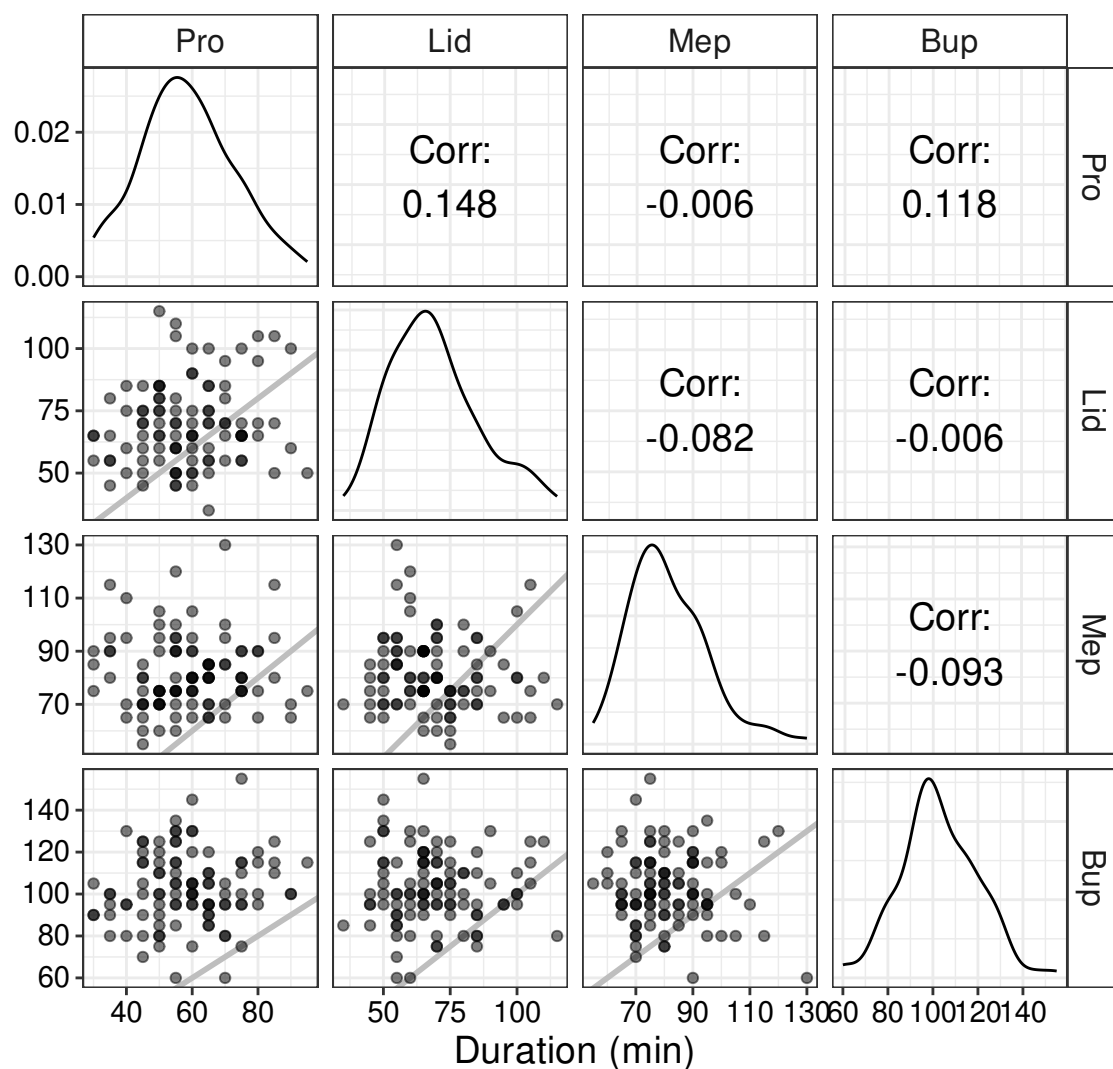 Pro Lid Mep Bup
0.02
0.01
0.00
Corr:
0.148
Corr:
-0.006
Corr:
0.118
Pro
100
75
50
Corr:
-0.082
Corr:
-0.006
Lid
130
110
90
70
Corr:
-0.093
Mep
140
120
100
80
60
Bup
40 60 80 50 75 100 70 90 110 130 60 80 100 120 140
Duration (min)